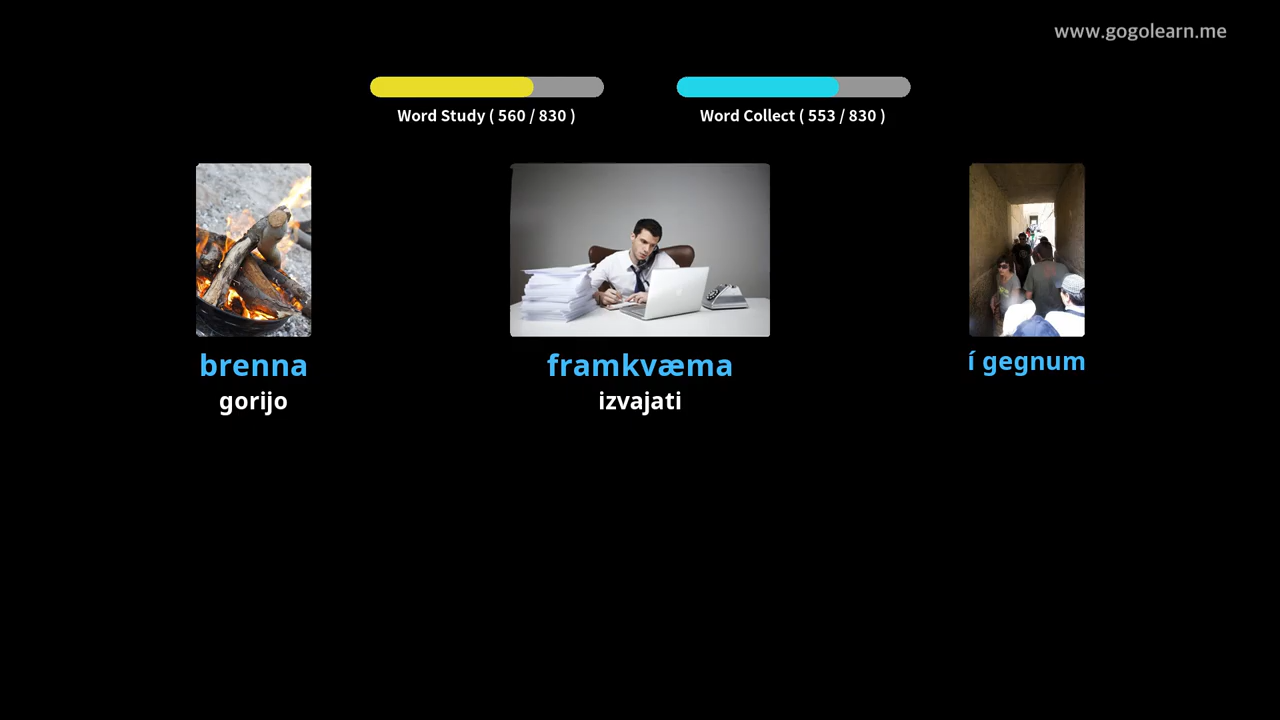 www.gogolearn.me
Word Study ( 560 / 830 )
Word Collect ( 553 / 830 )
brenna
gorijo
framkvæma
izvajati
í gegnum